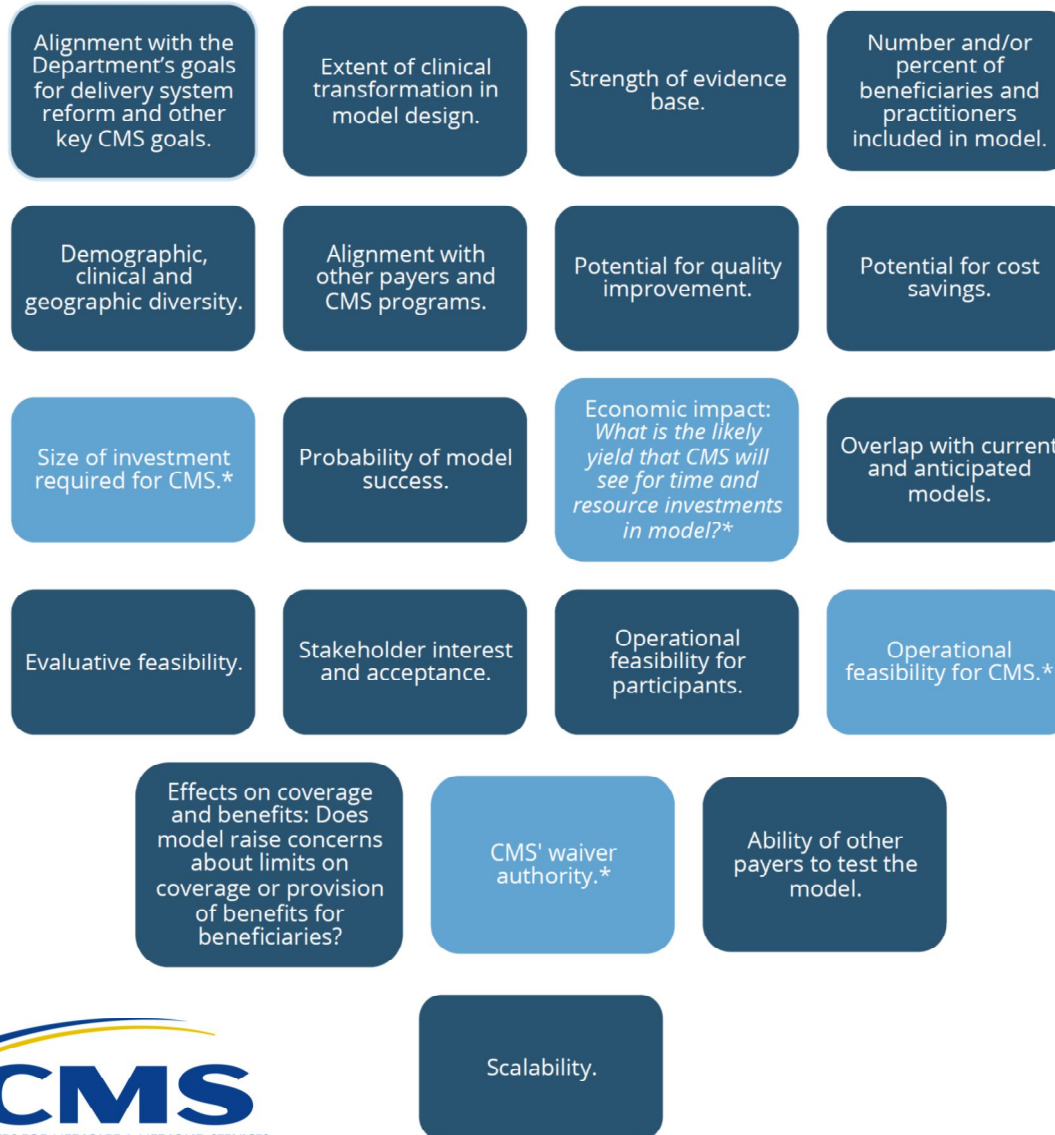 Alignment with the
Department's goals
for delivery system
reform and other
key CMS goals.
Extent of clinical
transformation in
model design.
Strength of evidence
base.
Number and/or
percent of
beneficiaries and
practitioners
included in model.
Demographic,
clinical and
geographic diversity.
Alignment with
other payers and
CMS programs.
Potential for quality
improvement.
Potential for cost
savings.
Size of investment
required for CMS.*
Probability of model
success.
Economic impact:
What is the likely
yield that CMS will
see for time and
resource investments
in model?*
Overlap with current
and anticipated
models.
Evaluative feasibility.
Stakeholder interest
and acceptance.
Operational
feasibility for
participants.
Operational
feasibility for CMS.*
Effects on coverage
and benefits: Does
model raise concerns
about limits on
coverage or provision
of benefits for
beneficiaries?
CMS' waiver
authority.*
Ability of other
payers to test the
model.
Scalability.
CMS